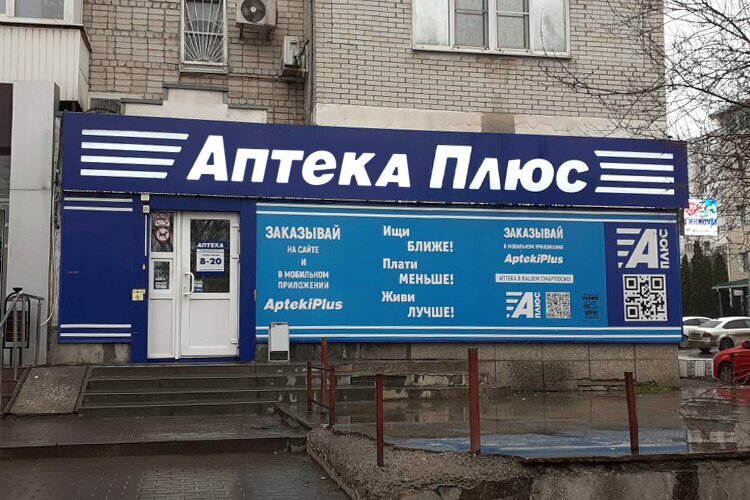 Аптека Плюс
АПТЕКА
8-20
ЗАКАЗЫВАЙ
НА САЙТЕ
И
В МОБИЛЬНОМ
ПРИЛОЖЕНИИ
AptekiPlus
Ищи
БЛИЖЕ!
Плати
МЕНЬШЕ!
Живи
ЛУЧШЕ!
ЗАКАЗЫВАЙ
В МОБИЛЬНОМ ПРИЛОЖЕНИИ
AptekiPlus
АПТЕКА В ВАШЕМ СМАРТФОНЕ!
А ПЛЮС
А ПЛЮС